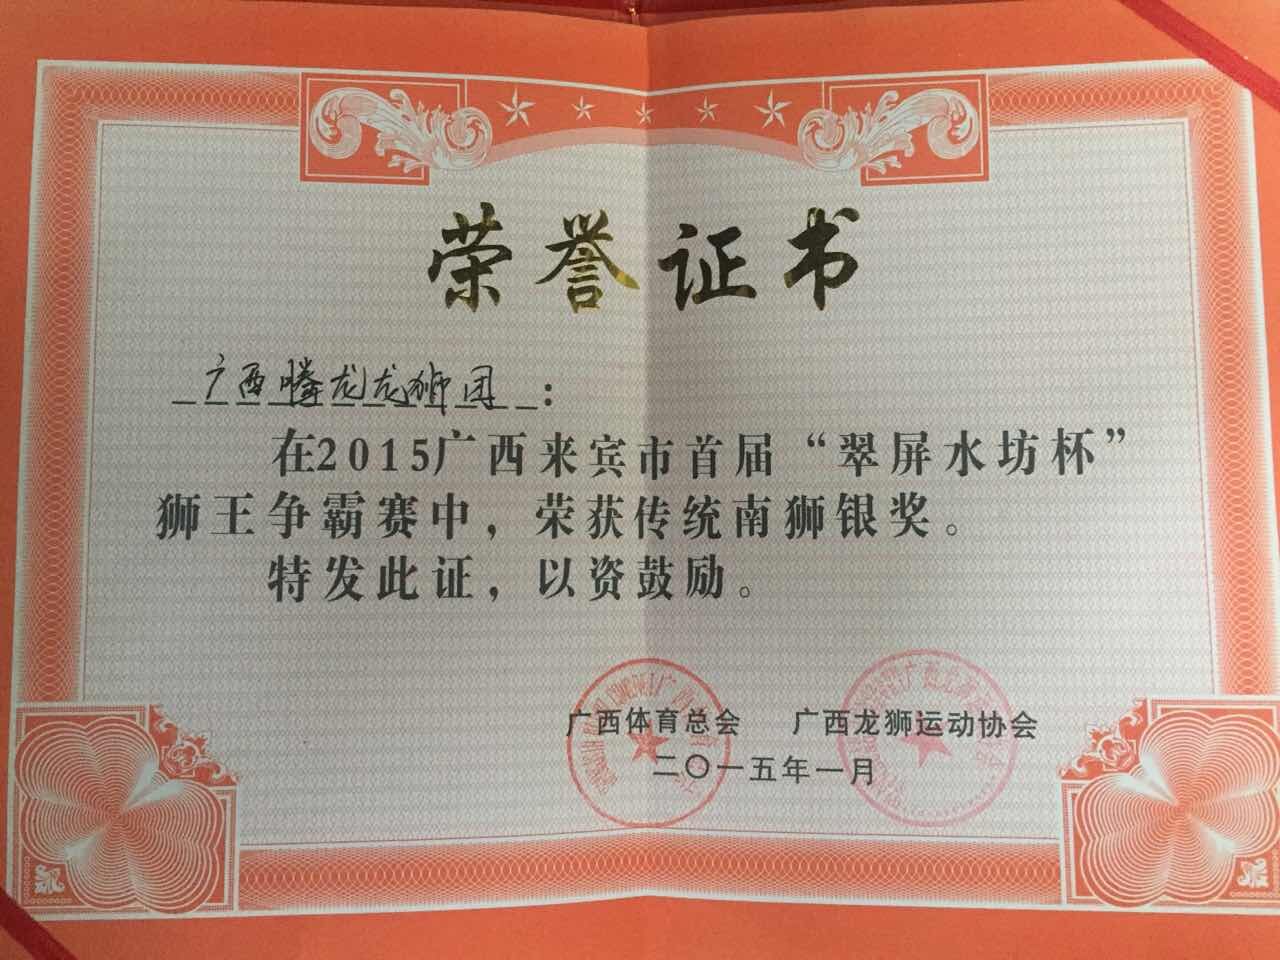 荣誉证书
广西腾龙龙狮团：
在2015广西来宾市首届“翠屏水坊杯”
狮王争霸赛中，荣获传统南狮银奖。
特发此证，以资鼓励。
广西体育总会 广西龙狮运动协会
二〇一五年一月